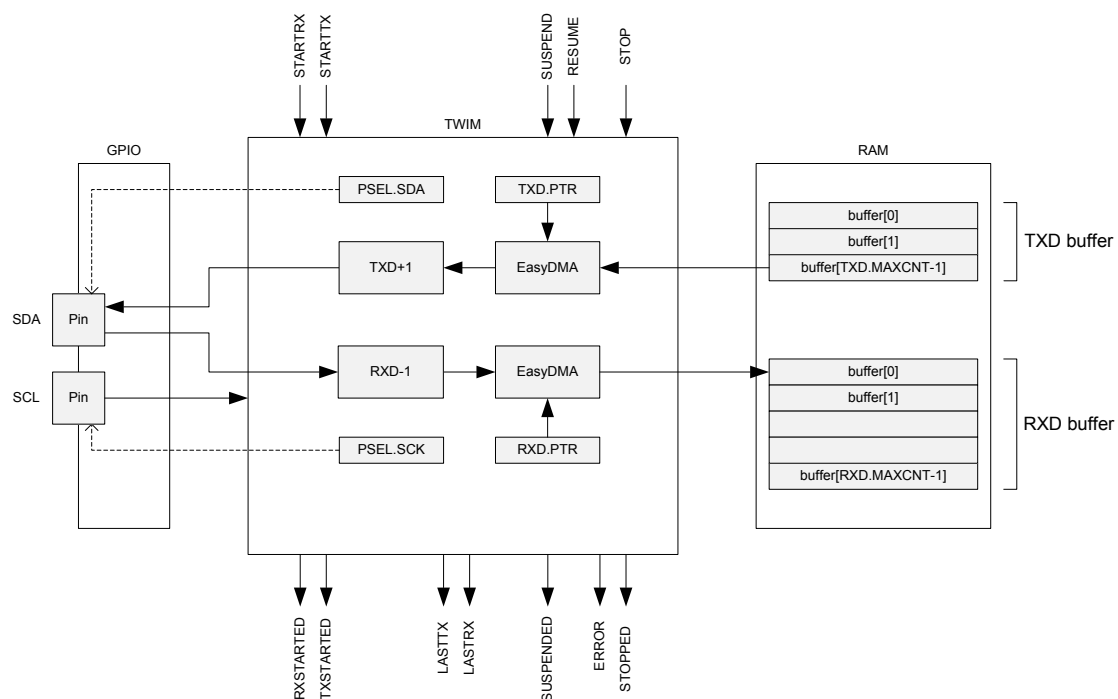 STARTRX
STARTTX
SUSPEND
RESUME
STOP
TWIM
GPIO
RAM
PSEL.SDA
TXD.PTR
buffer[0]
buffer[1]
buffer[TXD.MAXCNT-1]
TXD buffer
TXD+1
EasyDMA
SDA
Pin
RXD-1
EasyDMA
SCL
Pin
buffer[0]
buffer[1]
buffer[RXD.MAXCNT-1]
RXD buffer
PSEL.SCK
RXD.PTR
RXSTARTED
TXSTARTED
LASTTX
LASTRX
SUSPENDED
ERROR
STOPPED